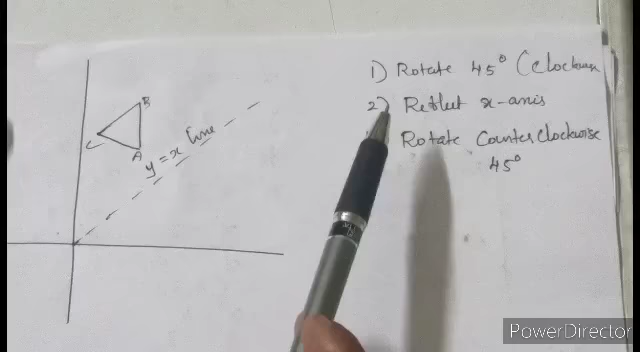 1) Rotate 45° (Clockwise
2) Reflect x-axis
Rotate Counterclockwise
45°
B
C
A
y = x line
PowerDirector